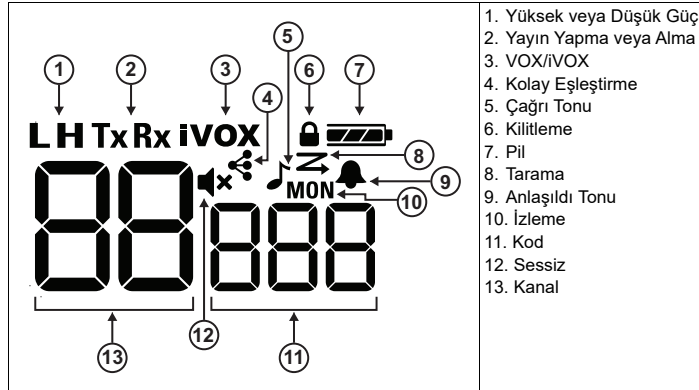 5
1 2 3 4 6 7
L H Tx Rx iVOX
8
9
MON
10
88 888
12
13 11
1. Yüksek veya Düşük Güç
2. Yayın Yapma veya Alma
3. VOX/iVOX
4. Kolay Eşleştirme
5. Çağrı Tonu
6. Kilitleme
7. Pil
8. Tarama
9. Anlaşıldı Tonu
10. İzleme
11. Kod
12. Sessiz
13. Kanal